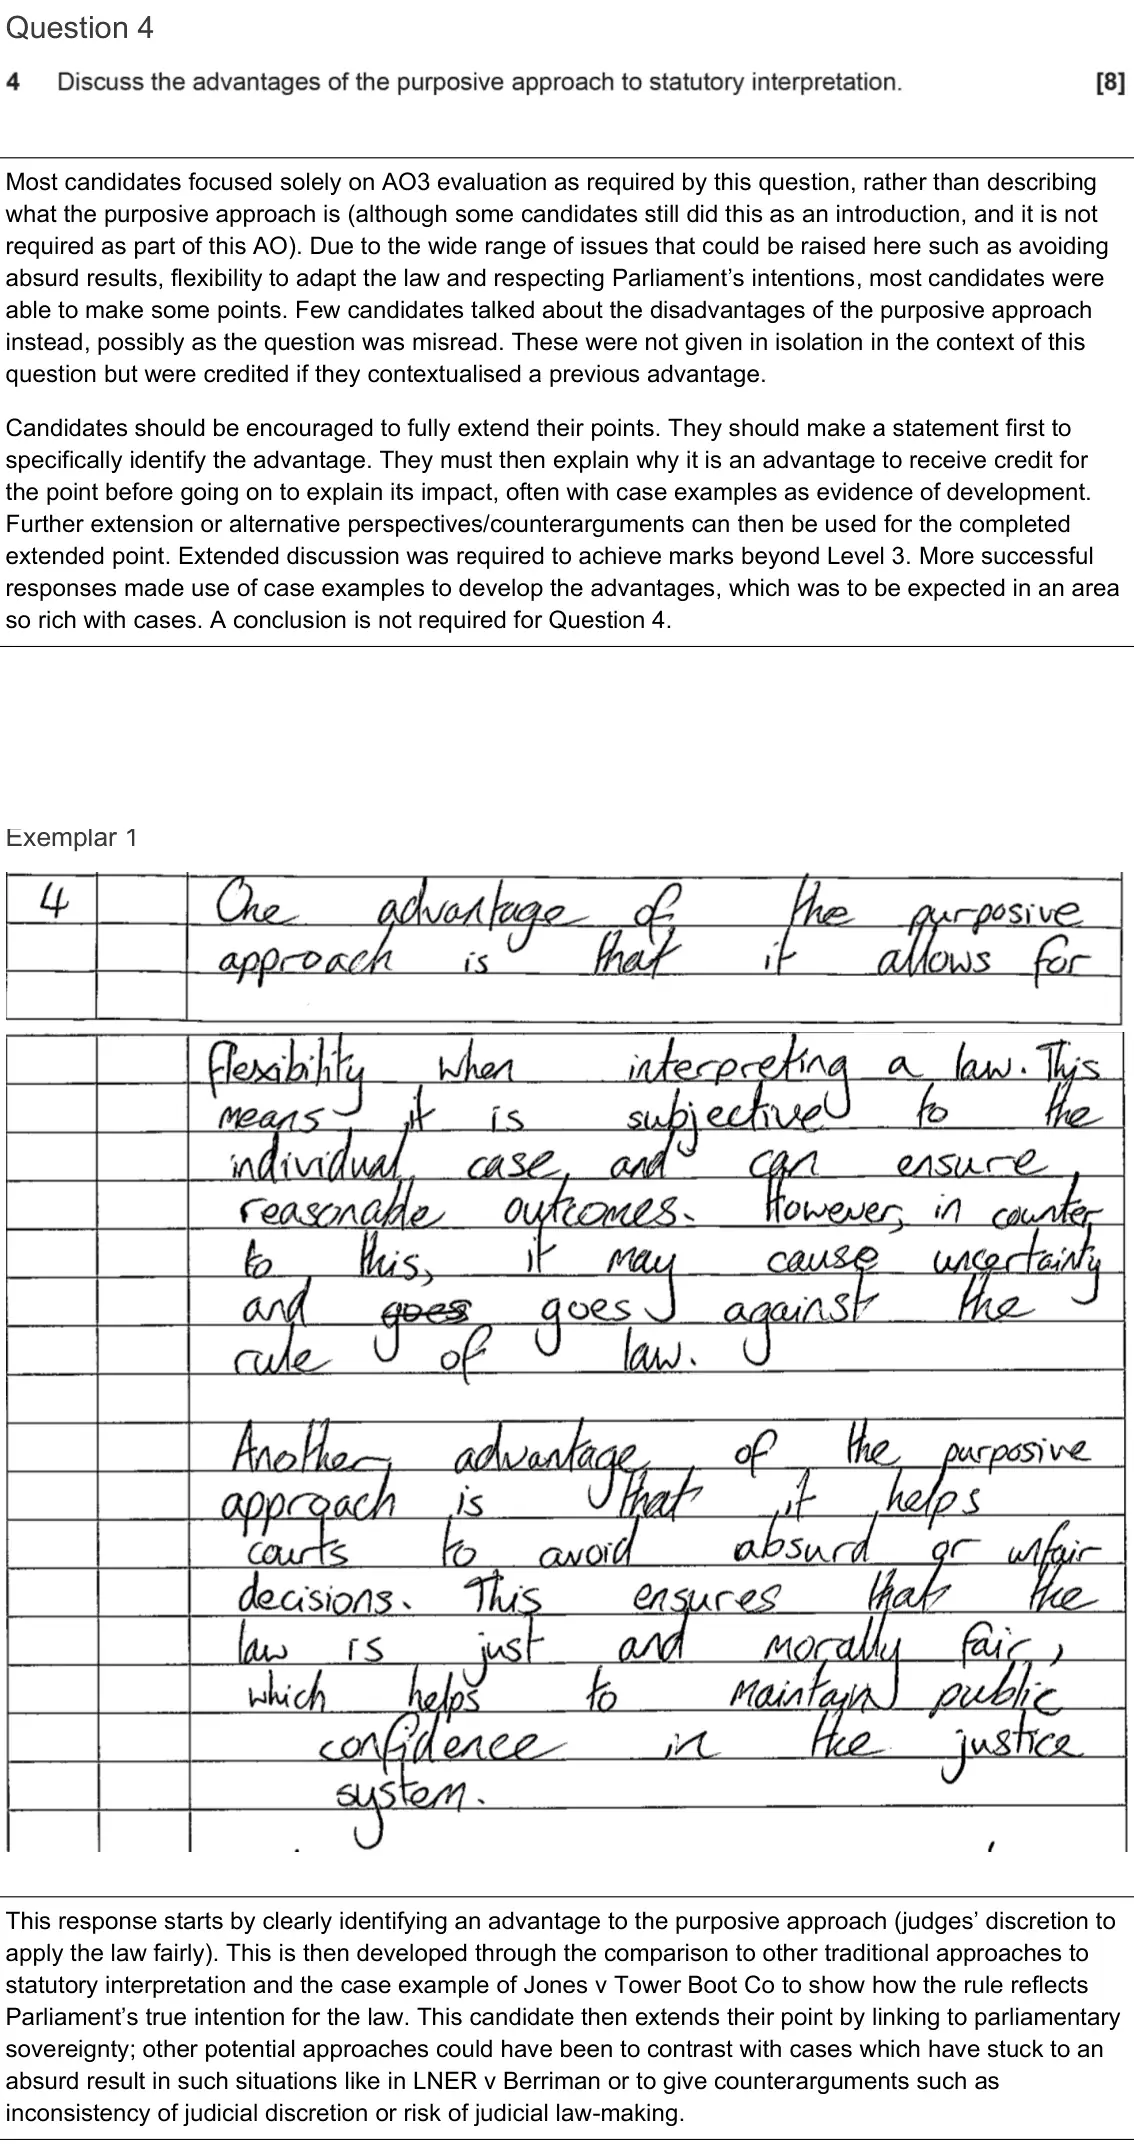 Question 4
4 Discuss the advantages of the purposive approach to statutory interpretation. [8]
Most candidates focused solely on AO3 evaluation as required by this question, rather than describing
what the purposive approach is (although some candidates still did this as an introduction, and it is not
required as part of this AO). Due to the wide range of issues that could be raised here such as avoiding
absurd results, flexibility to adapt the law and respecting Parliament's intentions, most candidates were
able to make some points. Few candidates talked about the disadvantages of the purposive approach
instead, possibly as the question was misread. These were not given in isolation in the context of this
question but were credited if they contextualised a previous advantage.
Candidates should be encouraged to fully extend their points. They should make a statement first to
specifically identify the advantage. They must then explain why it is an advantage to receive credit for
the point before going on to explain its impact, often with case examples as evidence of development.
Further extension or alternative perspectives/counterarguments can then be used for the completed
extended point. Extended discussion was required to achieve marks beyond Level 3. More successful
responses made use of case examples to develop the advantages, which was to be expected in an area
so rich with cases. A conclusion is not required for Question 4.
Exemplar 1
4 One advantage of the purposive
approach is that it allows for
flexibility when interpreting a law. This
means it is subjective to the
individual case, and can ensure
reasonable outcomes. However, in counter
to this, it may cause uncertainty
and goes goes against the
rule of law.
Another advantage of the purposive
approach is that it helps
courts to avoid absurd or unfair
decisions. This ensures that the
law is just and morally fair,
which helps to maintain public
confidence in the justice
system.
This response starts by clearly identifying an advantage to the purposive approach (judges' discretion to
apply the law fairly). This is then developed through the comparison to other traditional approaches to
statutory interpretation and the case example of Jones v Tower Boot Co to show how the rule reflects
Parliament's true intention for the law. This candidate then extends their point by linking to parliamentary
sovereignty; other potential approaches could have been to contrast with cases which have stuck to an
absurd result in such situations like in LNER v Berriman or to give counterarguments such as
inconsistency of judicial discretion or risk of judicial law-making.